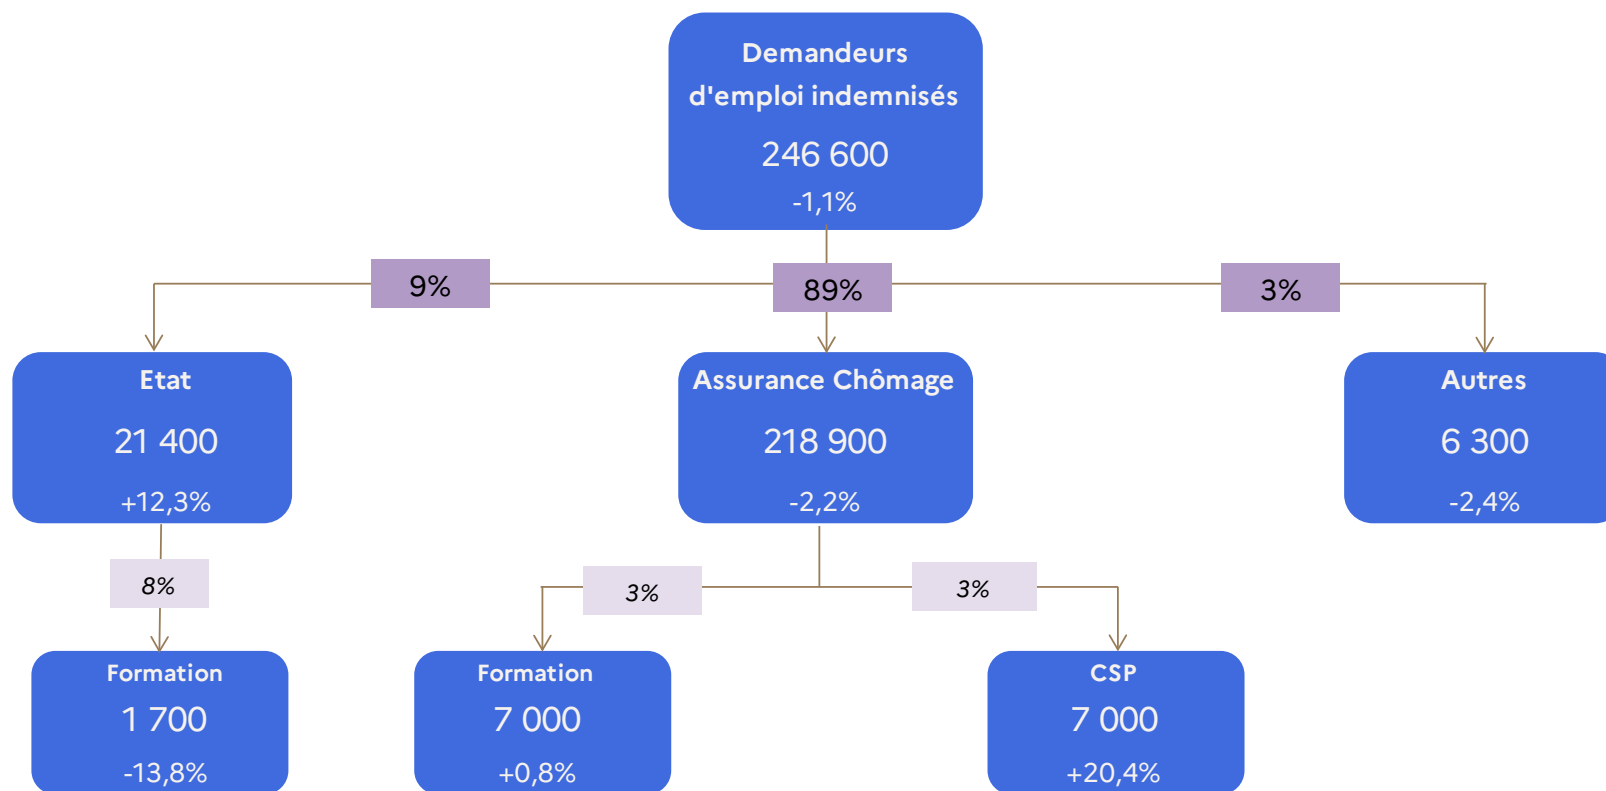 Demandeurs
d'emploi indemnisés
246 600
-1,1%
9%
89%
3%
Etat
21 400
+12,3%
Assurance Chômage
218 900
-2,2%
Autres
6 300
-2,4%
8%
3%
3%
Formation
1 700
-13,8%
Formation
7 000
+0,8%
CSP
7 000
+20,4%